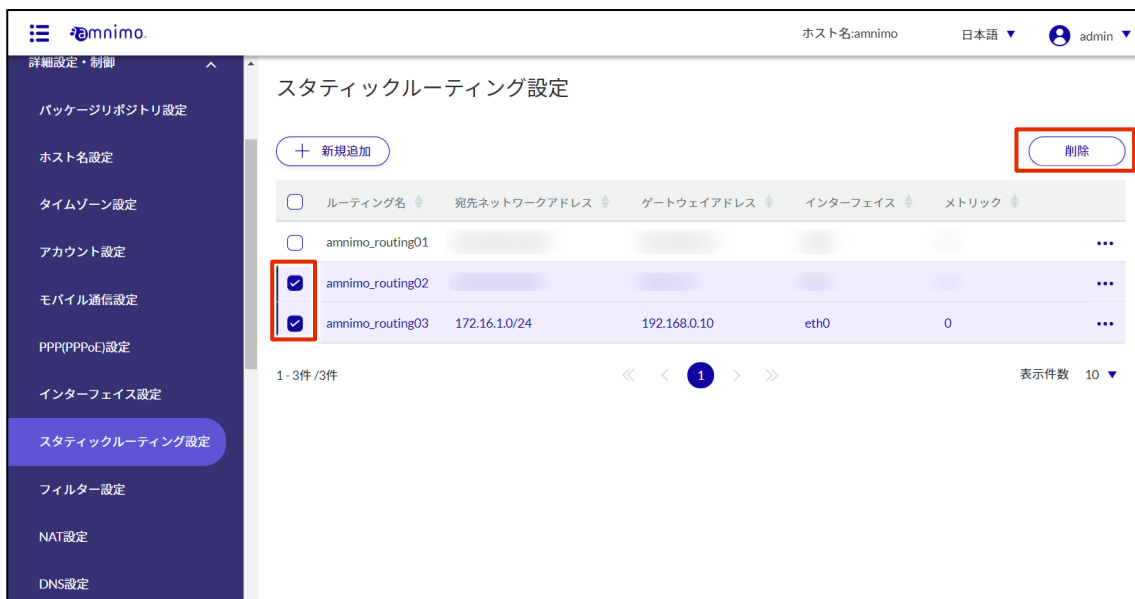 amnimo.
ホスト名:amnimo 日本語 ▼ admin ▼
詳細設定・制御
パッケージリポジトリ設定
ホスト名設定
タイムゾーン設定
アカウント設定
モバイル通信設定
PPP(PPPoE)設定
インターフェイス設定
スタティックルーティング設定
フィルター設定
NAT設定
DNS設定
スタティックルーティング設定
+ 新規追加 削除
ルーティング名 宛先ネットワークアドレス ゲートウェイアドレス インターフェイス メトリック
amnimo_routing01 •••
amnimo_routing02 •••
amnimo_routing03 172.16.1.0/24 192.168.0.10 eth0 0 •••
1 - 3件 /3件 ≪ < 1 > ≫ 表示件数 10 ▼